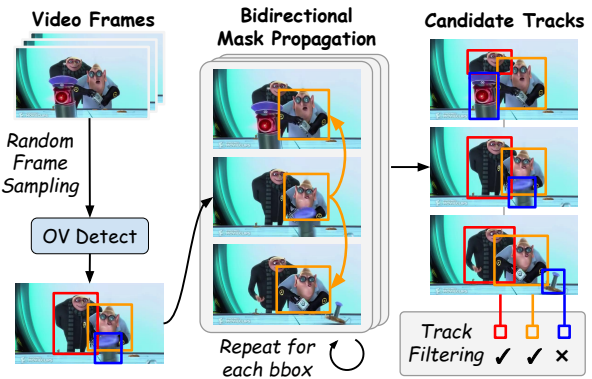 Video Frames
Random
Frame
Sampling
OV Detect
Bidirectional
Mask Propagation
Repeat for
each bbox
Candidate Tracks
Track
Filtering
✓ ✓ ×